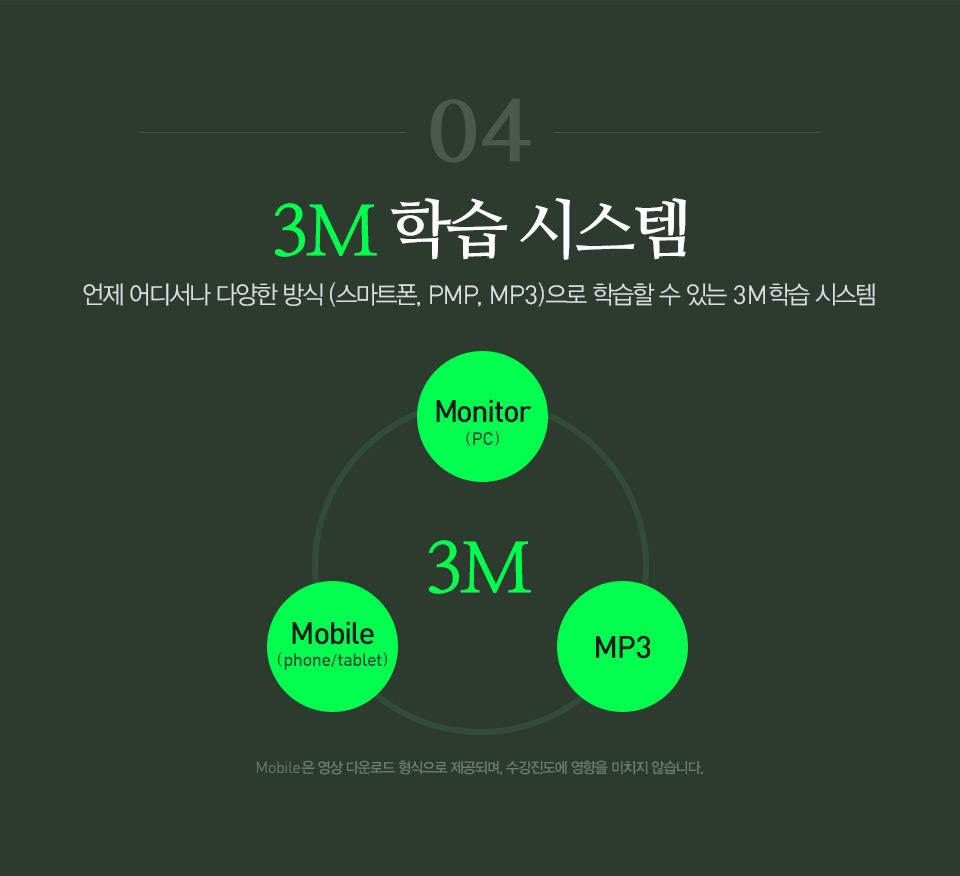 04
3M 학습 시스템
언제 어디서나 다양한 방식 (스마트폰, PMP, MP3)으로 학습할 수 있는 3M학습 시스템
Monitor
(PC)
3M
Mobile
(phone/tablet)
MP3
Mobile은 영상 다운로드 형식으로 제공되며, 수강진도에 영향을 미치지 않습니다.